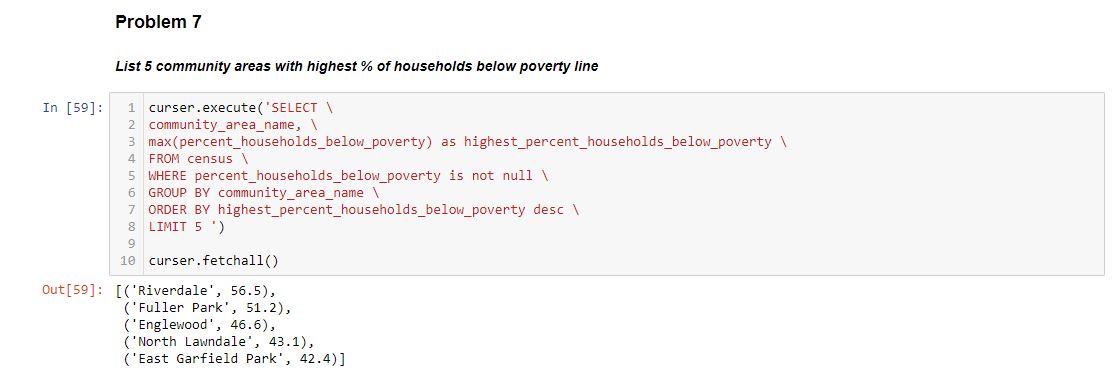 Problem 7
List 5 community areas with highest % of households below poverty line
In [59]:
1 curser.execute('SELECT \
2 community_area_name, \
3 max(percent_households_below_poverty) as highest_percent_households_below_poverty \
4 FROM census \
5 WHERE percent_households_below_poverty is not null \
6 GROUP BY community_area_name \
7 ORDER BY highest_percent_households_below_poverty desc \
8 LIMIT 5 ')
9
10 curser.fetchall()
Out[59]: [('Riverdale', 56.5),
('Fuller Park', 51.2),
('Englewood', 46.6),
('North Lawndale', 43.1),
('East Garfield Park', 42.4)]